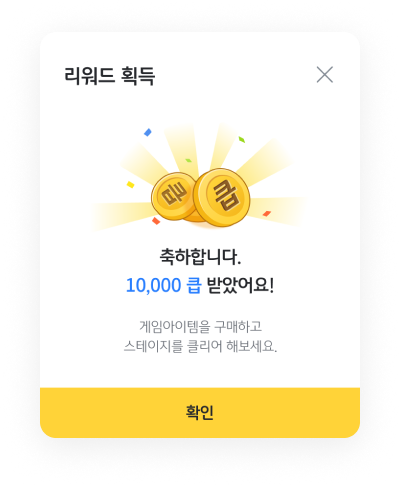 리워드 획득
큽 큽
축하합니다.
10,000 큽 받았어요!
게임아이템을 구매하고
스테이지를 클리어 해보세요.
확인